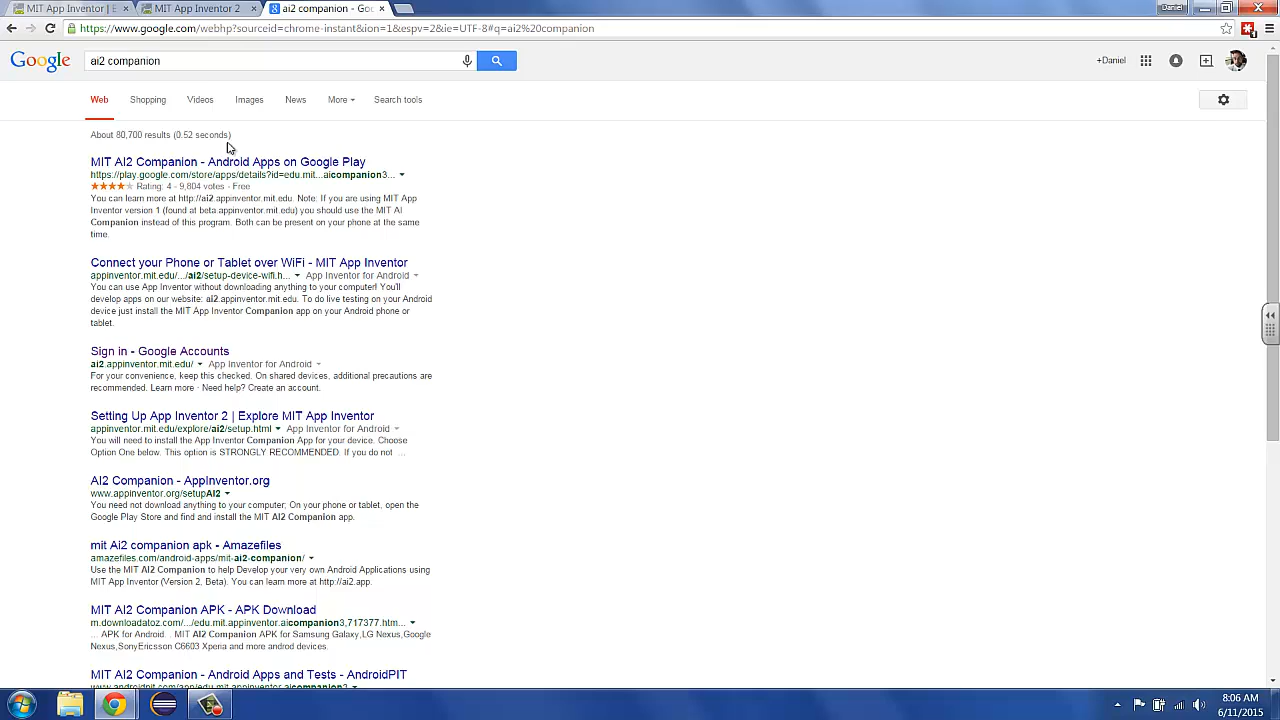 MIT App Inventor | E
MIT App Inventor 2
ai2 companion - Goo
Daniel
https://www.google.com/webhp?sourceid=chrome-instant&ion=1&espv=2&ie=UTF-8#q=ai2%20companion
Google
ai2 companion
+Daniel
Web Shopping Videos Images News More Search tools
About 80,700 results (0.52 seconds)
MIT AI2 Companion - Android Apps on Google Play
https://play.google.com/store/apps/details?id=edu.mit...aicompanion3...
Rating: 4 - 9,804 votes - Free
You can learn more at http://ai2.appinventor.mit.edu. Note: If you are using MIT App
Inventor version 1 (found at beta.appinventor.mit.edu) you should use the MIT AI
Companion instead of this program. Both can be present on your phone at the same
time.
Connect your Phone or Tablet over WiFi - MIT App Inventor
appinventor.mit.edu/.../ai2/setup-device-wifi.h... App Inventor for Android
You can use App Inventor without downloading anything to your computer! You'll
develop apps on our website: ai2.appinventor.mit.edu. To do live testing on your Android
device just install the MIT App Inventor Companion app on your Android phone or
tablet.
Sign in - Google Accounts
ai2.appinventor.mit.edu/ App Inventor for Android
For your convenience, keep this checked. On shared devices, additional precautions are
recommended. Learn more · Need help? Create an account.
Setting Up App Inventor 2 | Explore MIT App Inventor
appinventor.mit.edu/explore/ai2/setup.html App Inventor for Android
You will need to install the App Inventor Companion App for your device. Choose
Option One below. This option is STRONGLY RECOMMENDED. If you do not ...
AI2 Companion - AppInventor.org
www.appinventor.org/setupAI2
You need not download anything to your computer; On your phone or tablet, open the
Google Play Store and find and install the MIT AI2 Companion app.
mit Ai2 companion apk - Amazefiles
amazefiles.com/android-apps/mit-ai2-companion/
Use the MIT AI2 Companion to help Develop your very own Android Applications using
MIT App Inventor (Version 2, Beta). You can learn more at http://ai2.app.
MIT AI2 Companion APK - APK Download
m.downloadatoz.com/.../edu.mit.appinventor.aicompanion3,717377.htm...
... APK for Android. . MIT AI2 Companion APK for Samsung Galaxy,LG Nexus,Google
Nexus,SonyEricsson C6603 Xperia and more androd devices.
MIT AI2 Companion - Android Apps and Tests - AndroidPIT
www.androidpit.com/app/edu.mit.appinventor.aicompanion3
8:06 AM
6/11/2015